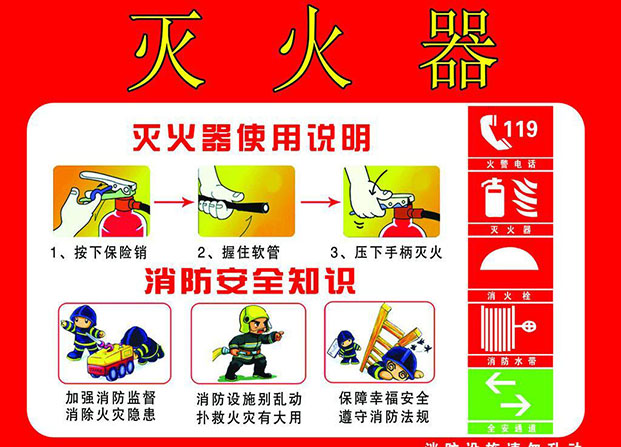 灭火器
灭火器使用说明
1、按下保险销
2、握住软管
3、压下手柄灭火
消防安全知识
加强消防监督
消除火灾隐患
消防设施别乱动
扑救火灾有大用
保障幸福安全
遵守消防法规
119
火警电话
灭火器
消火栓
消防水带
全安通道